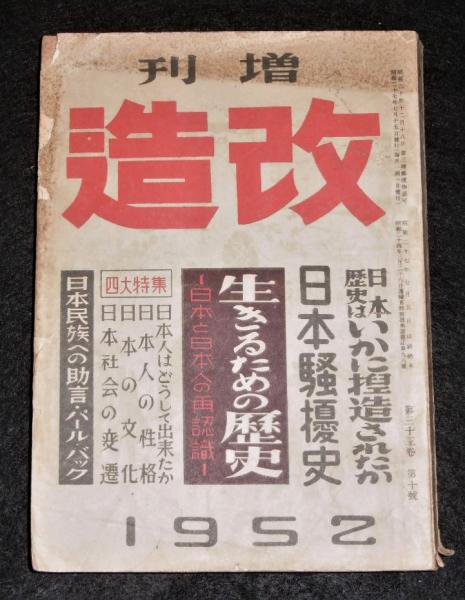 増刊
改造
日本歴史はいかに捏造されたか
日本騒擾史
生きるための歴史
－日本と日本人の再認識－
四大特集
日本人はどうして出来たか
日本人の性格
日本の文化
日本社会の変遷
日本民族への助言・パール・バック
1952
第三十三巻 第十號